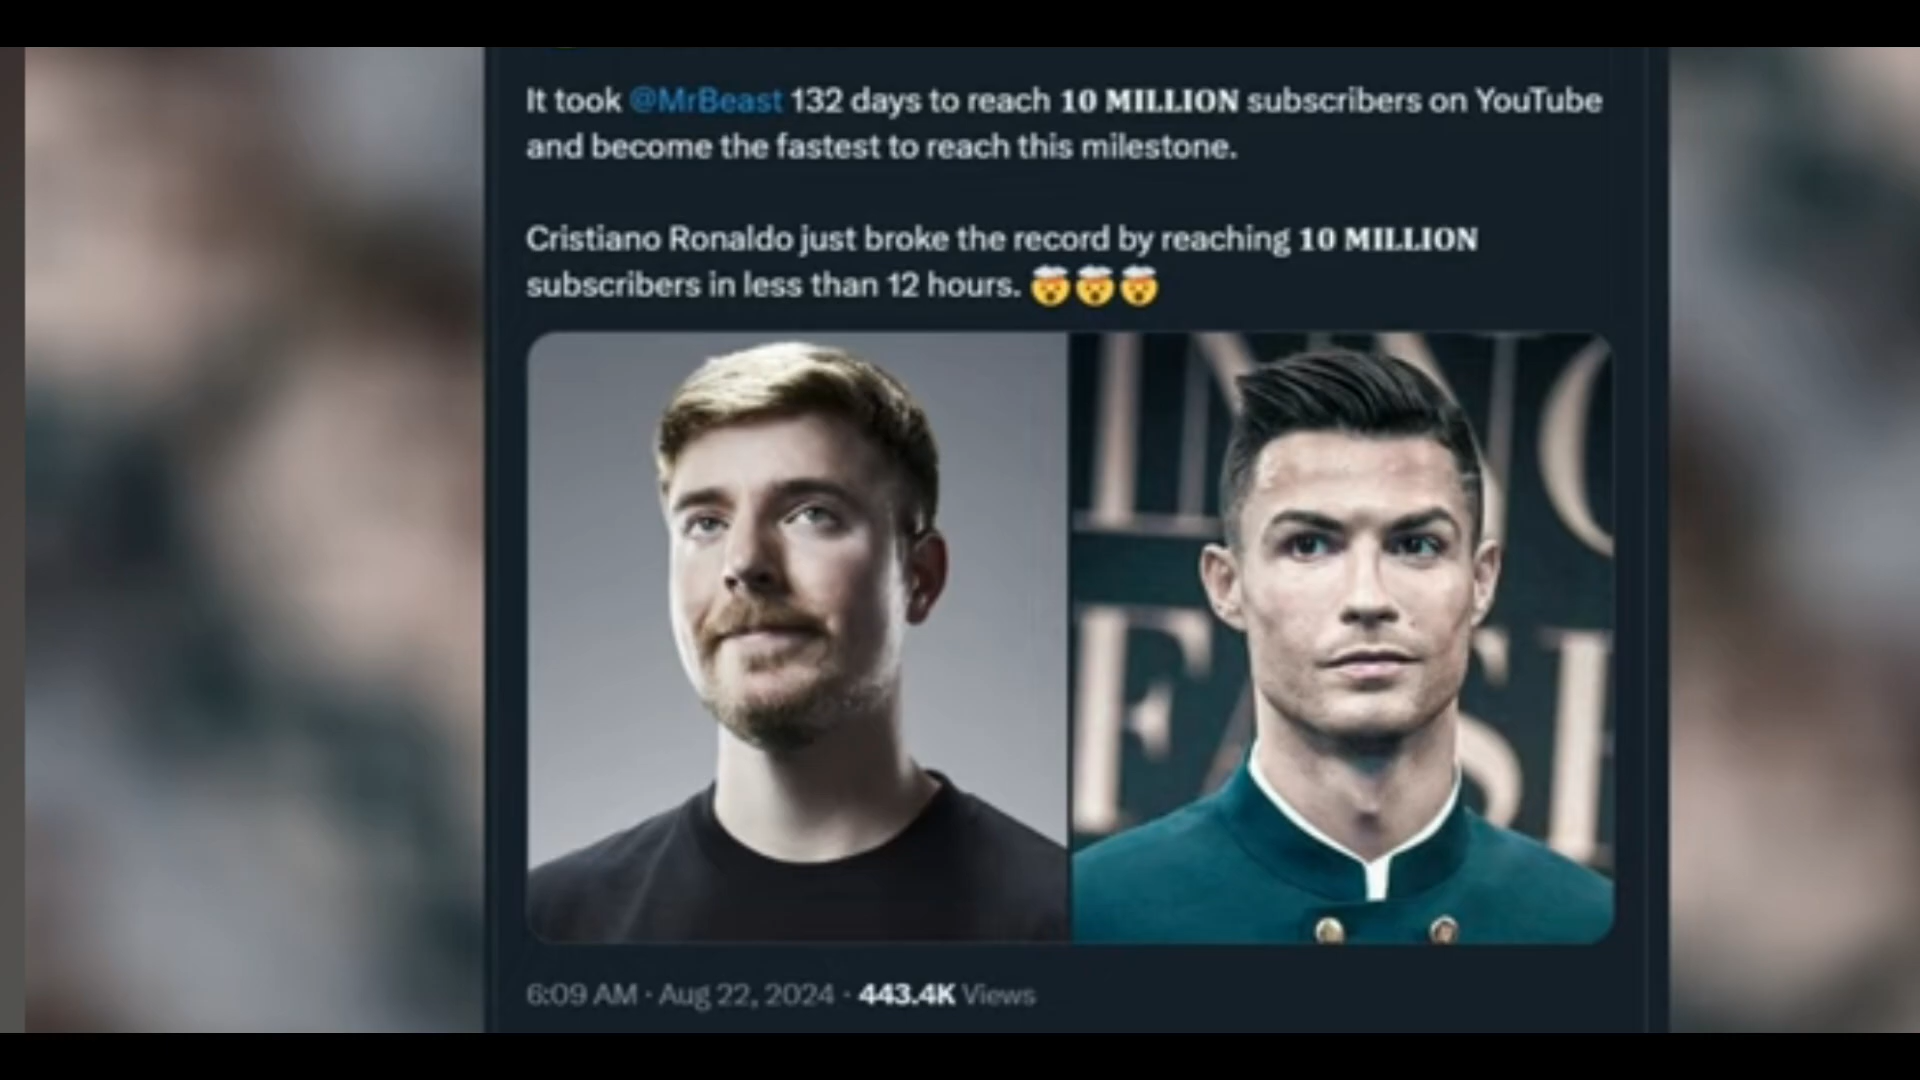 It took @MrBeast 132 days to reach 10 MILLION subscribers on YouTube
and become the fastest to reach this milestone.
Cristiano Ronaldo just broke the record by reaching 10 MILLION
subscribers in less than 12 hours. 🤯🤯🤯
6:09 AM · Aug 22, 2024 · 443.4K Views